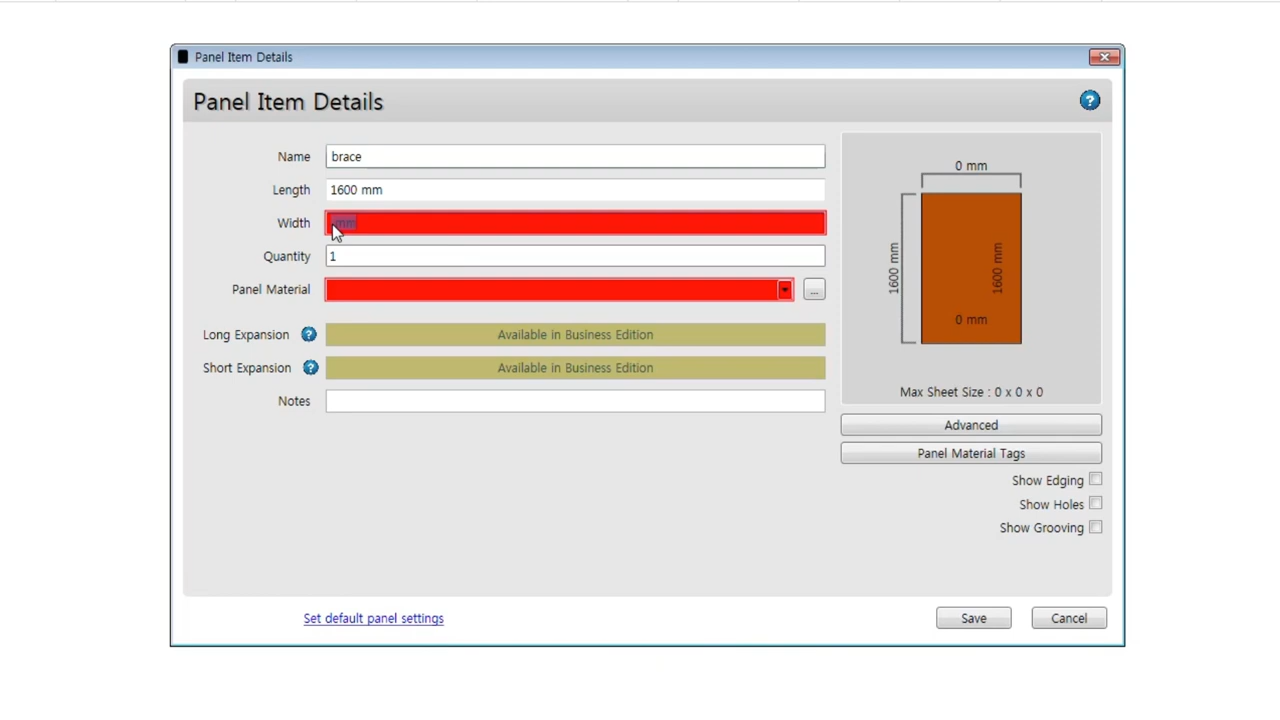 Panel Item Details
Panel Item Details
Name brace
Length 1600 mm
Width mm
Quantity 1
Panel Material ...
Long Expansion ? Available in Business Edition
Short Expansion ? Available in Business Edition
Notes
0 mm
1600 mm
1600 mm
0 mm
Max Sheet Size : 0 x 0 x 0
Advanced
Panel Material Tags
Show Edging
Show Holes
Show Grooving
Set default panel settings
Save Cancel